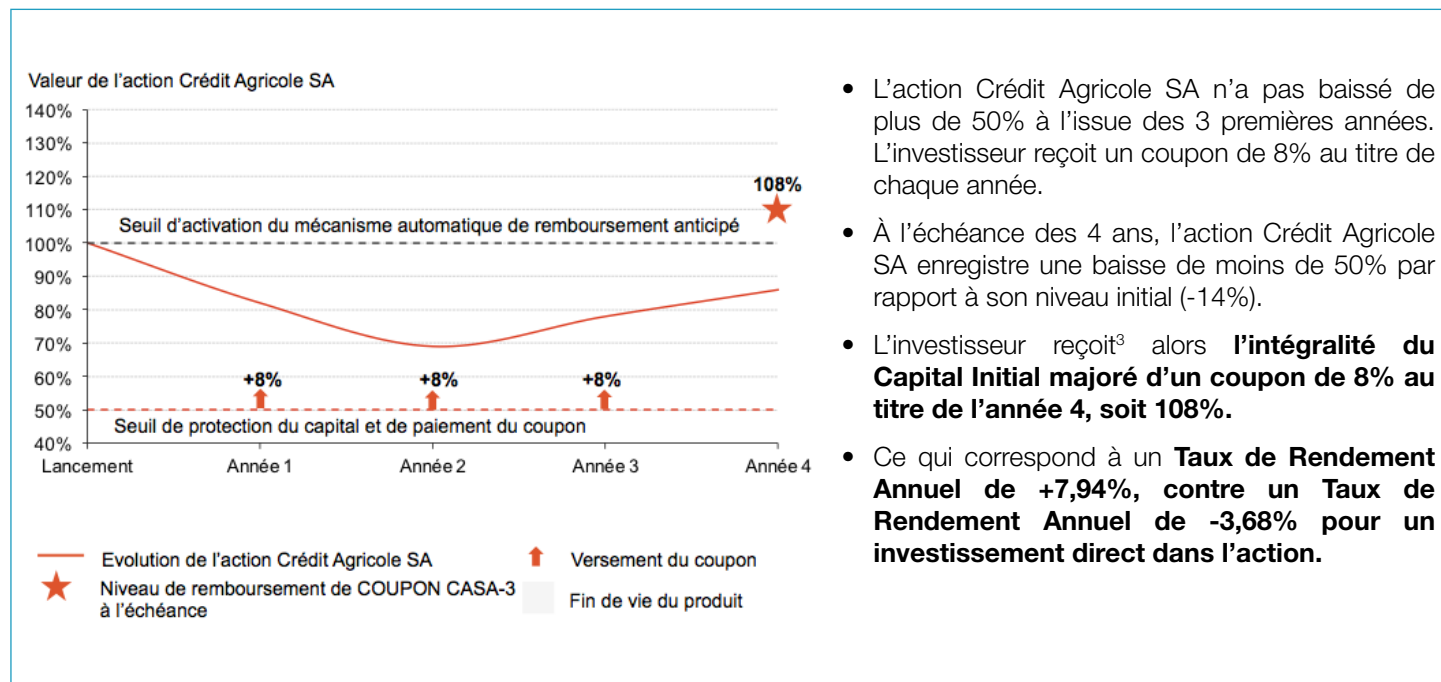 Valeur de l'action Crédit Agricole SA
140%
130%
120%
110%
100%
90%
80%
70%
60%
50%
40%
108%
Seuil d'activation du mécanisme automatique de remboursement anticipé
+8%
+8%
+8%
Seuil de protection du capital et de paiement du coupon
Lancement
Année 1
Année 2
Année 3
Année 4
Evolution de l'action Crédit Agricole SA
Versement du coupon
Niveau de remboursement de COUPON CASA-3
à l'échéance
Fin de vie du produit
• L'action Crédit Agricole SA n'a pas baissé de
plus de 50% à l'issue des 3 premières années.
L'investisseur reçoit un coupon de 8% au titre de
chaque année.
• À l'échéance des 4 ans, l'action Crédit Agricole
SA enregistre une baisse de moins de 50% par
rapport à son niveau initial (-14%).
• L'investisseur reçoit³ alors l'intégralité du
Capital Initial majoré d'un coupon de 8% au
titre de l'année 4, soit 108%.
• Ce qui correspond à un Taux de Rendement
Annuel de +7,94%, contre un Taux de
Rendement Annuel de -3,68% pour un
investissement direct dans l'action.